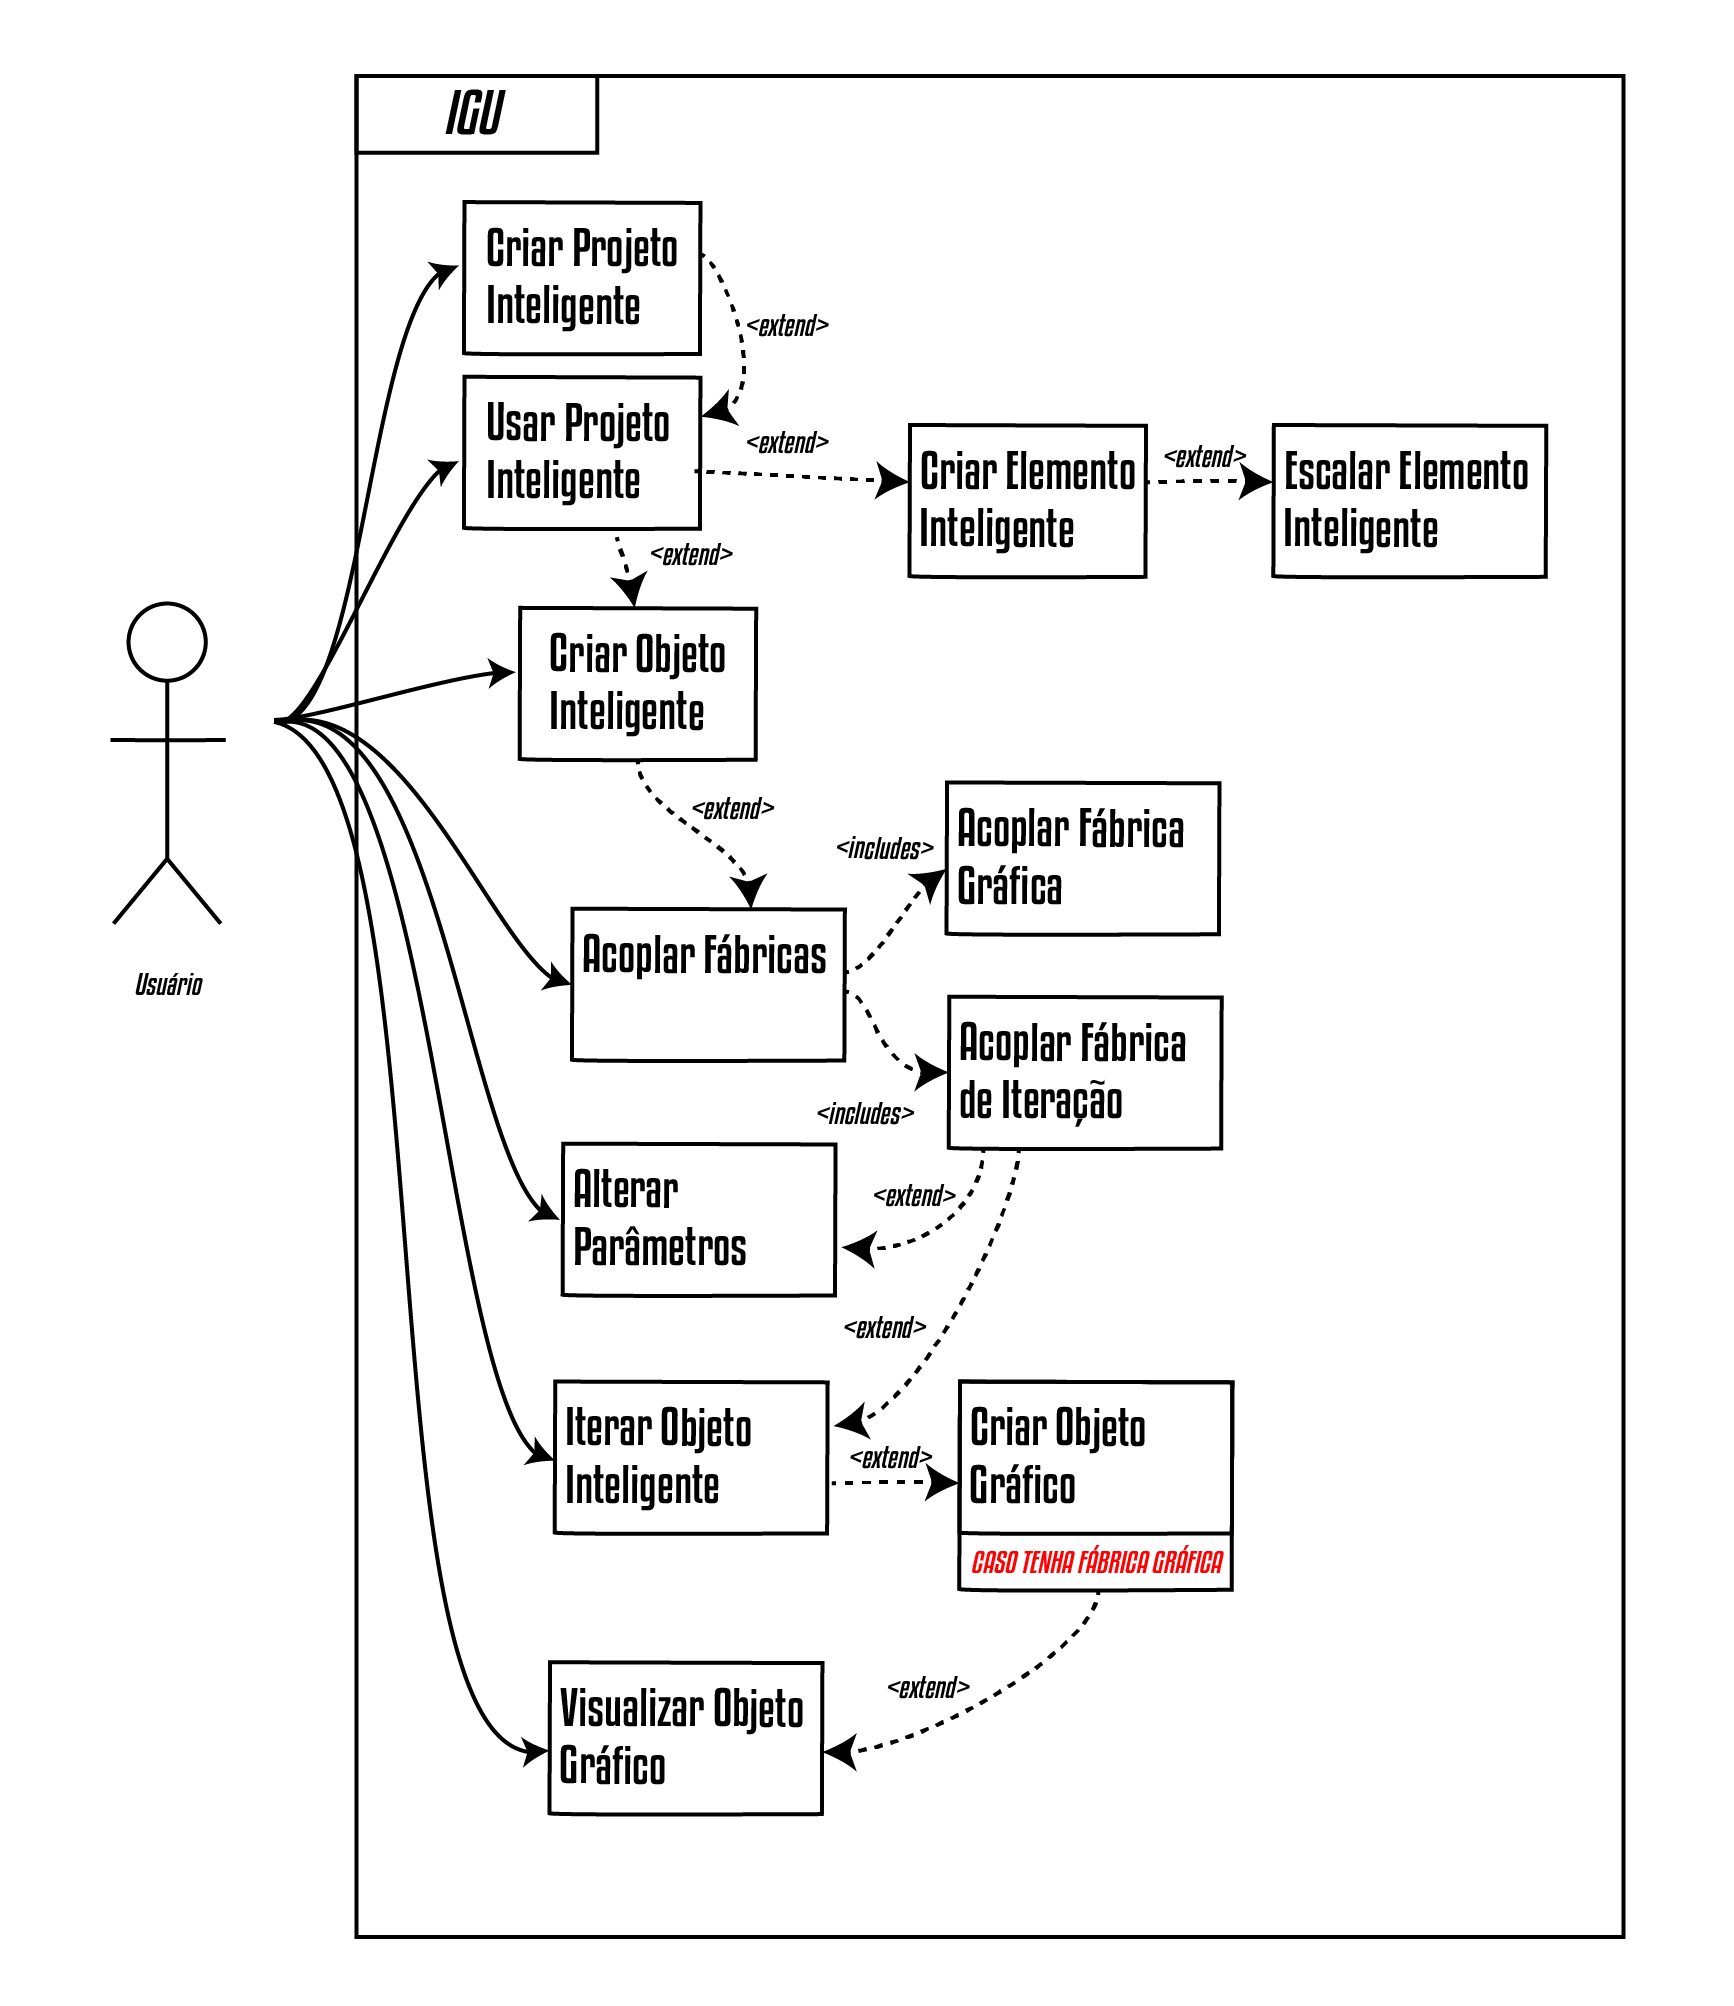 IGU
Criar Projeto
Inteligente
<extend>
Usar Projeto
Inteligente
<extend>
Criar Elemento
Inteligente
<extend>
Escalar Elemento
Inteligente
<extend>
Criar Objeto
Inteligente
<extend>
<includes>
Acoplar Fábrica
Gráfica
Acoplar Fábricas
Usuário
Acoplar Fábrica
de Iteração
<includes>
Alterar
Parâmetros
<extend>
<extend>
Iterar Objeto
Inteligente
<extend>
Criar Objeto
Gráfico
CASO TENHA FÁBRICA GRÁFICA
<extend>
Visualizar Objeto
Gráfico